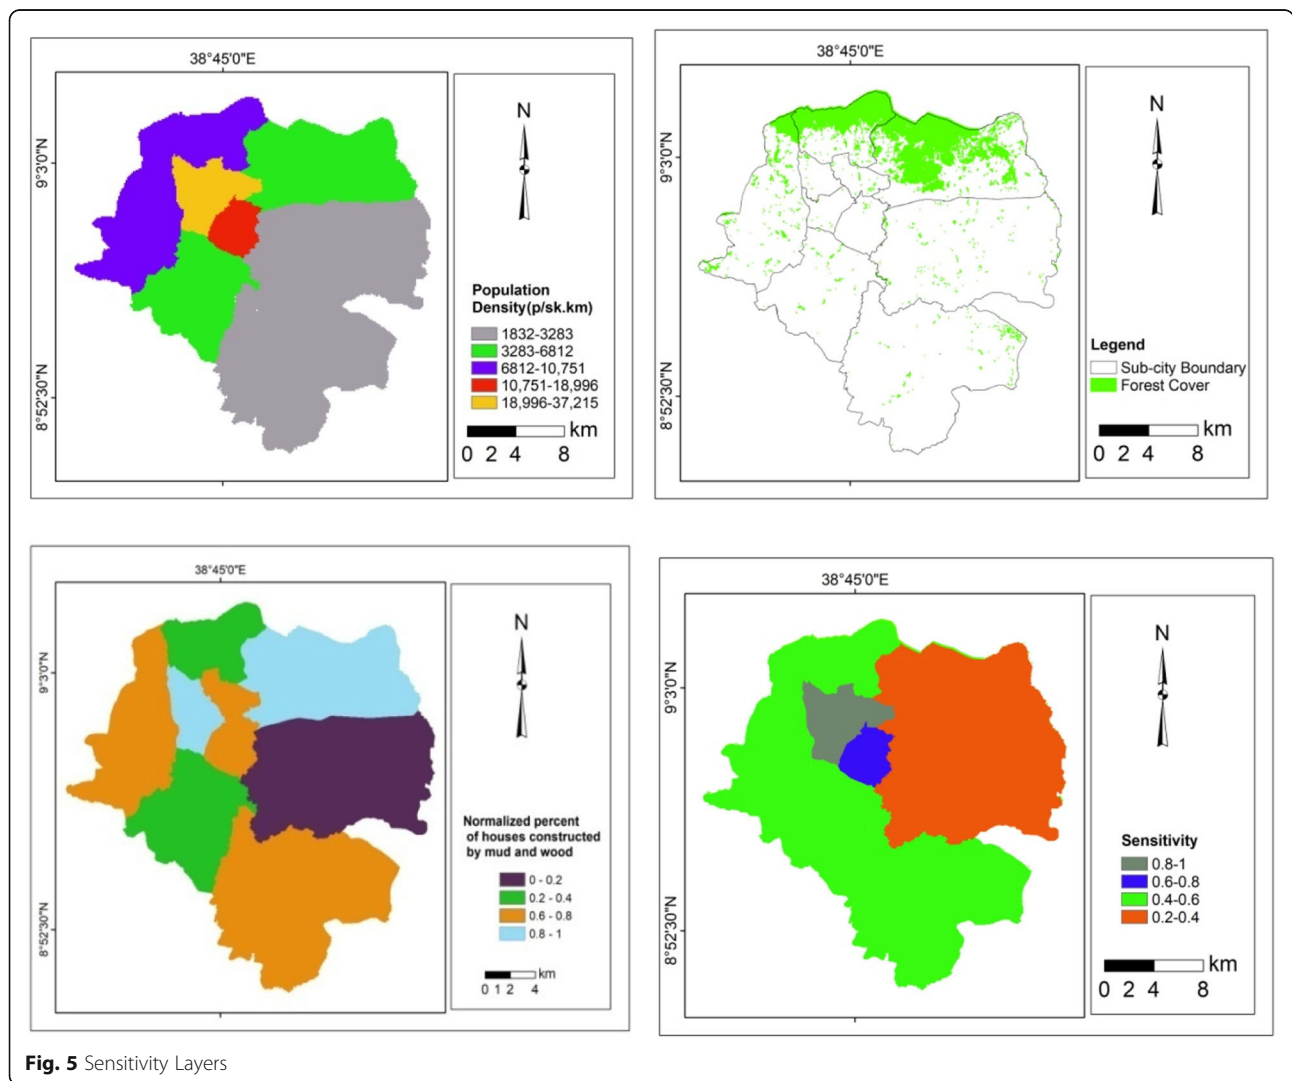 38°45'0"E
9°3'0"N
8°52'30"N
N
Population
Density(p/sk.km)
1832-3283
3283-6812
6812-10,751
10,751-18,996
18,996-37,215
km
0 2 4 8
38°45'0"E
9°3'0"N
8°52'30"N
N
Legend
Sub-city Boundary
Forest Cover
km
0 2 4 8
38°45'0"E
9°3'0"N
8°52'30"N
N
Normalized percent
of houses constructed
by mud and wood
0 - 0.2
0.2 - 0.4
0.6 - 0.8
0.8 - 1
km
0 1 2 4
38°45'0"E
9°3'0"N
8°52'30"N
N
Sensitivity
0.8-1
0.6-0.8
0.4-0.6
0.2-0.4
km
0 2 4 8
Fig. 5 Sensitivity Layers